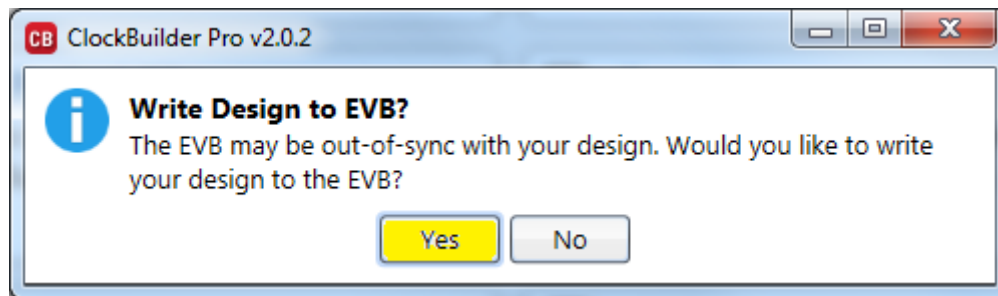 CB ClockBuilder Pro v2.0.2
Write Design to EVB?
The EVB may be out-of-sync with your design. Would you like to write
your design to the EVB?
Yes No